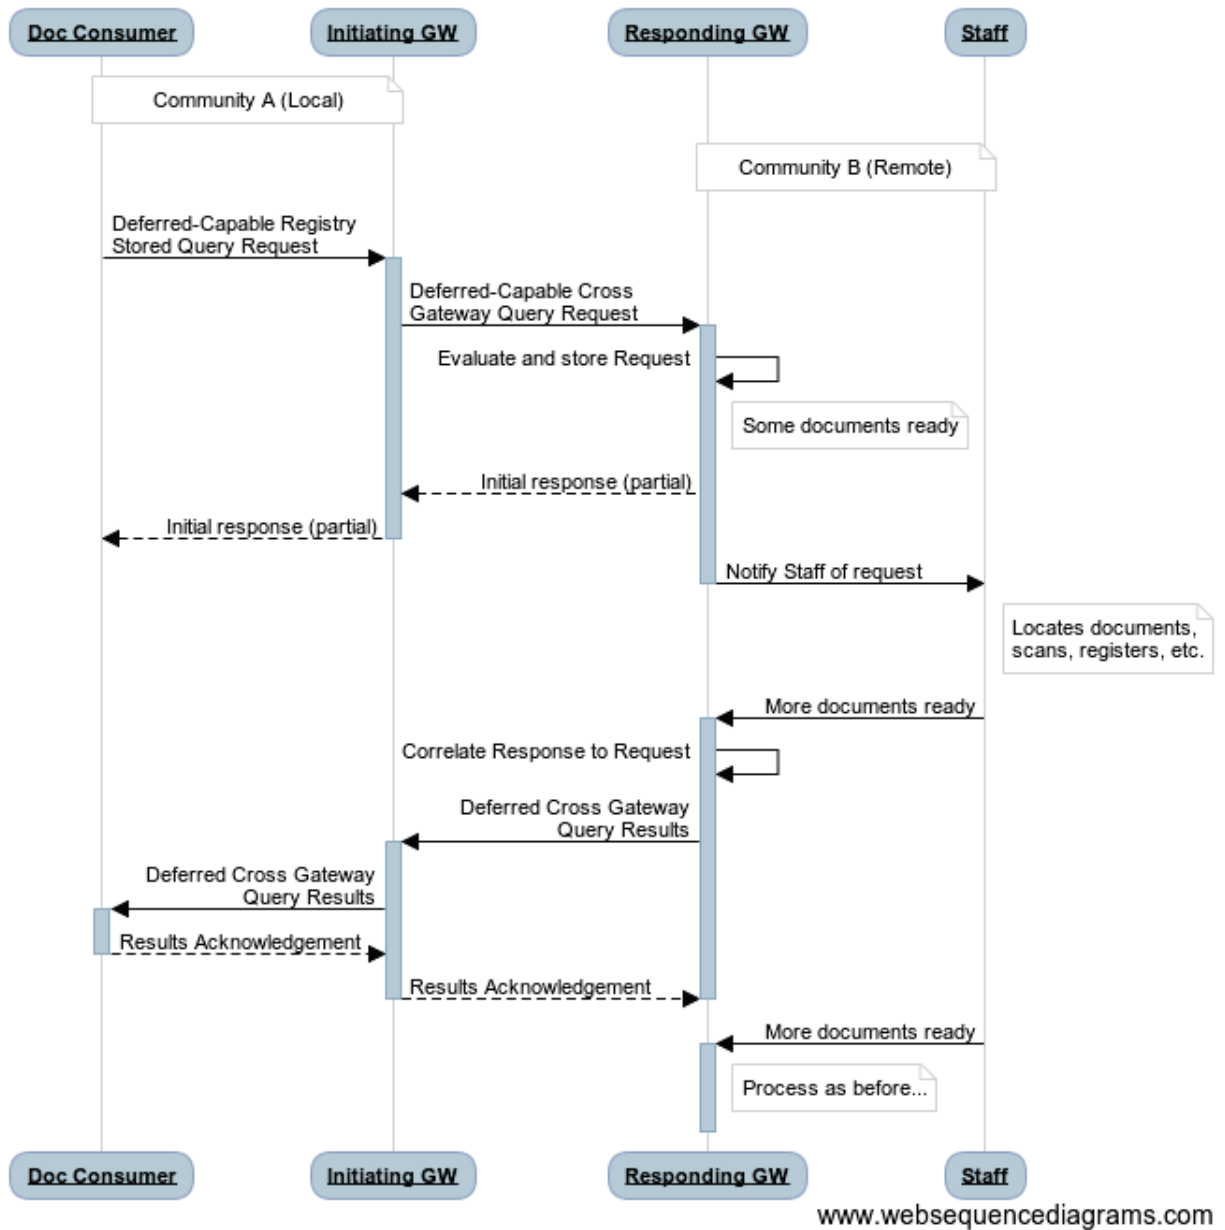 Doc Consumer
Initiating GW
Responding GW
Staff
Community A (Local)
Community B (Remote)
Deferred-Capable Registry
Stored Query Request
Deferred-Capable Cross
Gateway Query Request
Evaluate and store Request
Some documents ready
Initial response (partial)
Initial response (partial)
Notify Staff of request
Locates documents,
scans, registers, etc.
More documents ready
Correlate Response to Request
Deferred Cross Gateway
Query Results
Deferred Cross Gateway
Query Results
Results Acknowledgement
Results Acknowledgement
More documents ready
Process as before...
Doc Consumer
Initiating GW
Responding GW
Staff
www.websequencediagrams.com